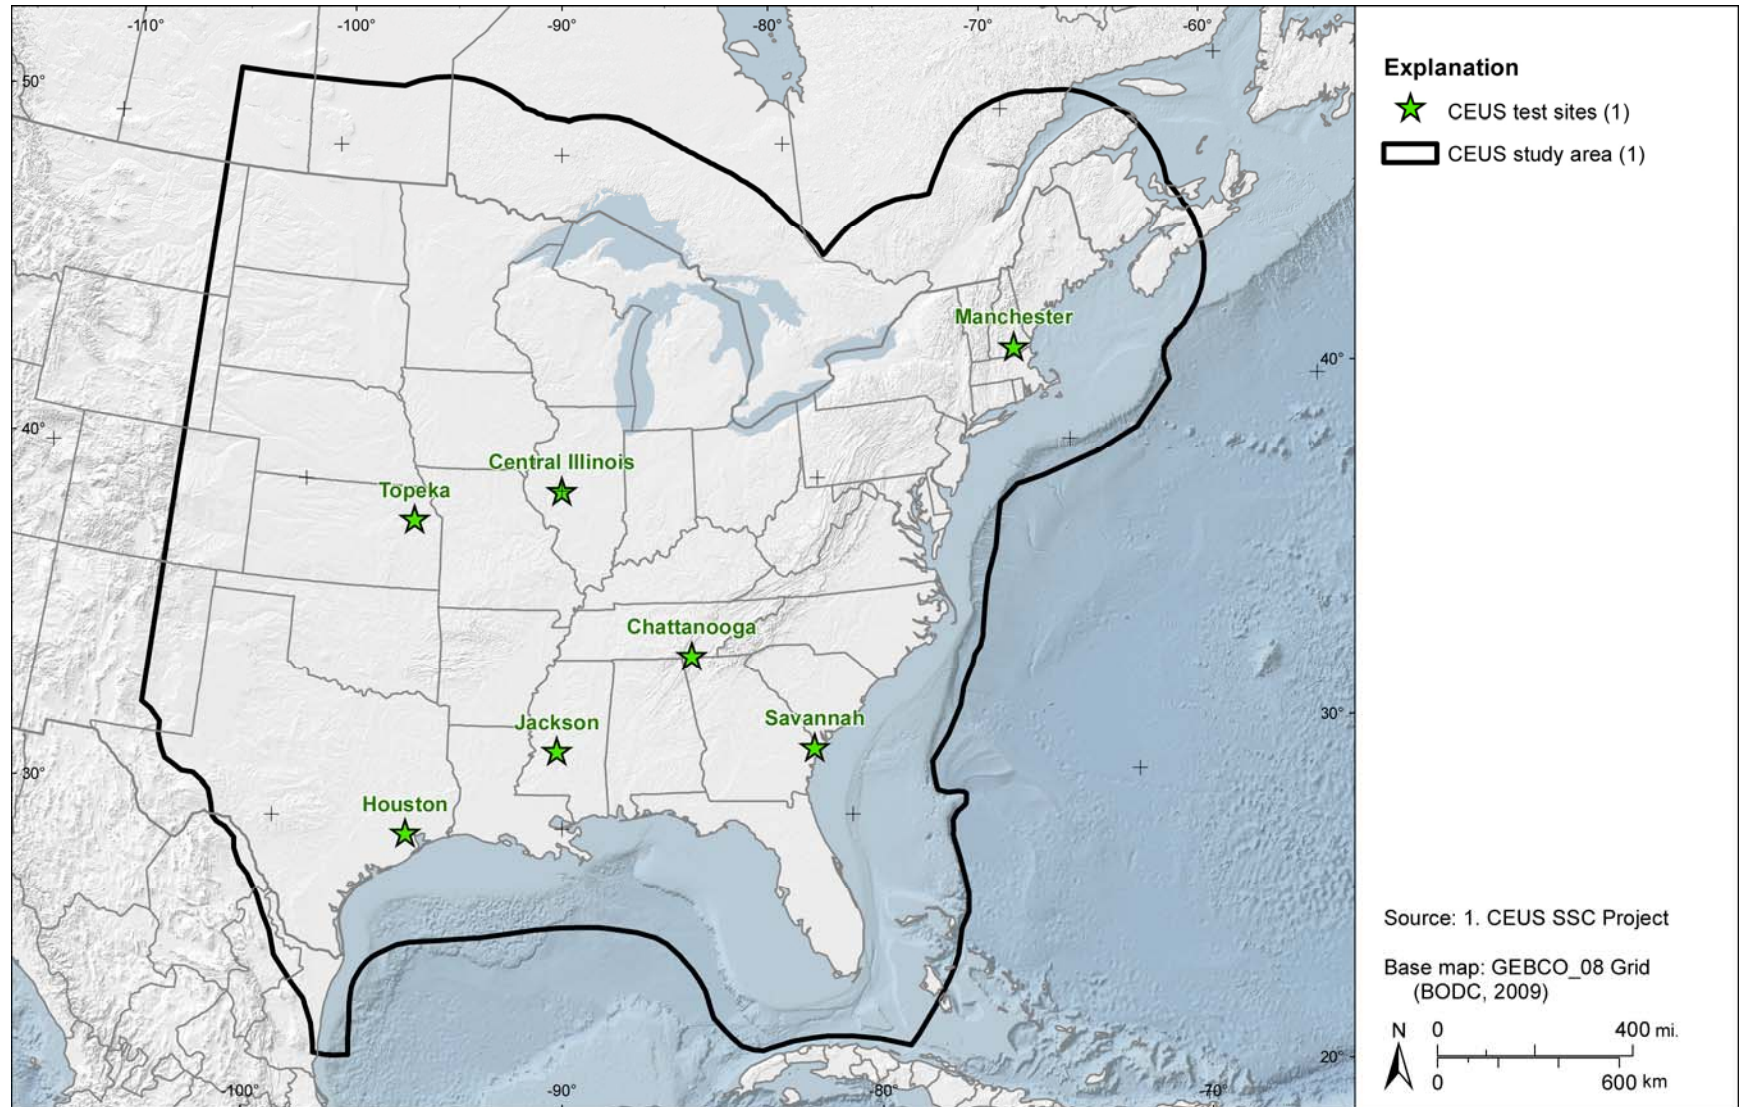 -110°
-100°
-90°
-80°
-70°
-60°
50°
Manchester
40°
40°
Central Illinois
Topeka
Chattanooga
30°
Jackson
Savannah
30°
Houston
20°
-100°
-90°
-80°
-70°
Explanation
CEUS test sites (1)
CEUS study area (1)
Source: 1. CEUS SSC Project
Base map: GEBCO_08 Grid
(BODC, 2009)
N
0 400 mi.
0 600 km